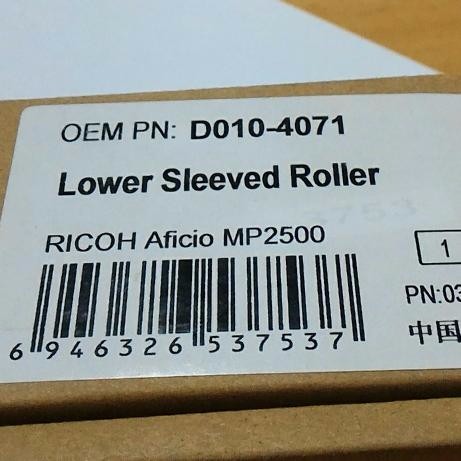 OEM PN: D010-4071
Lower Sleeved Roller
RICOH Aficio MP2500
1
PN:03
6 946326 537537
中国